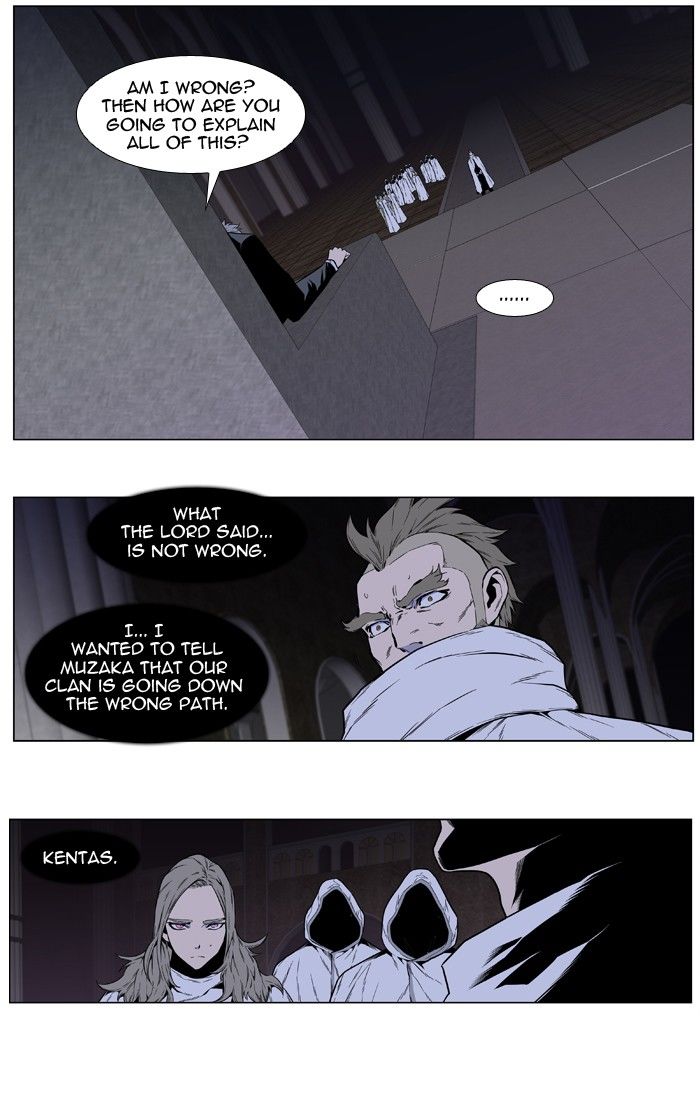 AM I WRONG?
THEN HOW ARE YOU
GOING TO EXPLAIN
ALL OF THIS?
......
WHAT
THE LORD SAID...
IS NOT WRONG.
I... I
WANTED TO TELL
MUZAKA THAT OUR
CLAN IS GOING DOWN
THE WRONG PATH.
KENTAS.